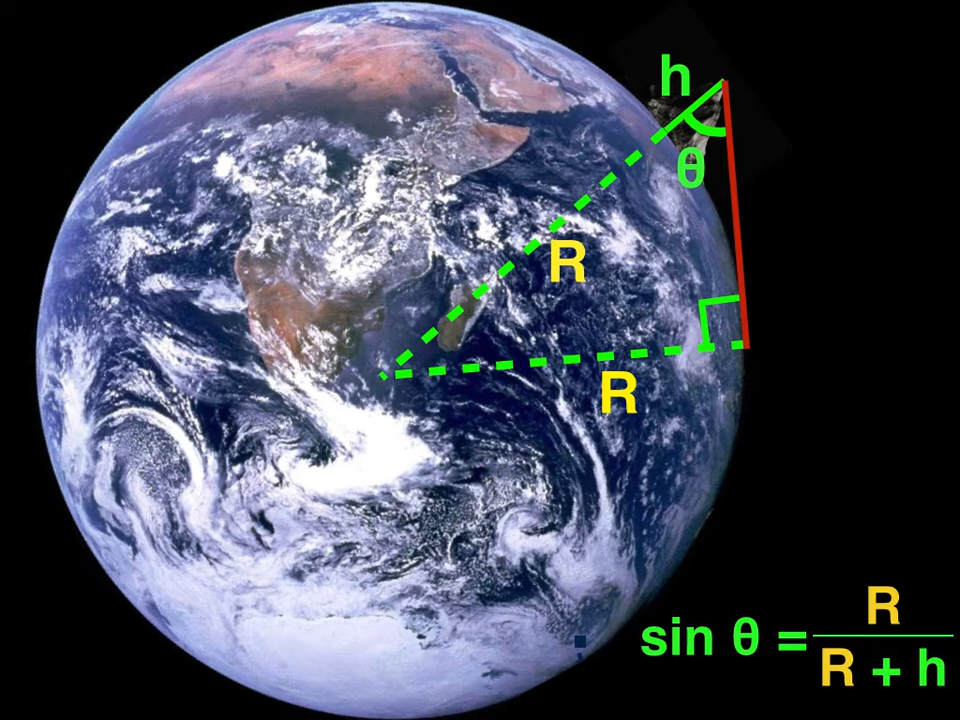 h
θ
R
R
sin θ = R
R + h